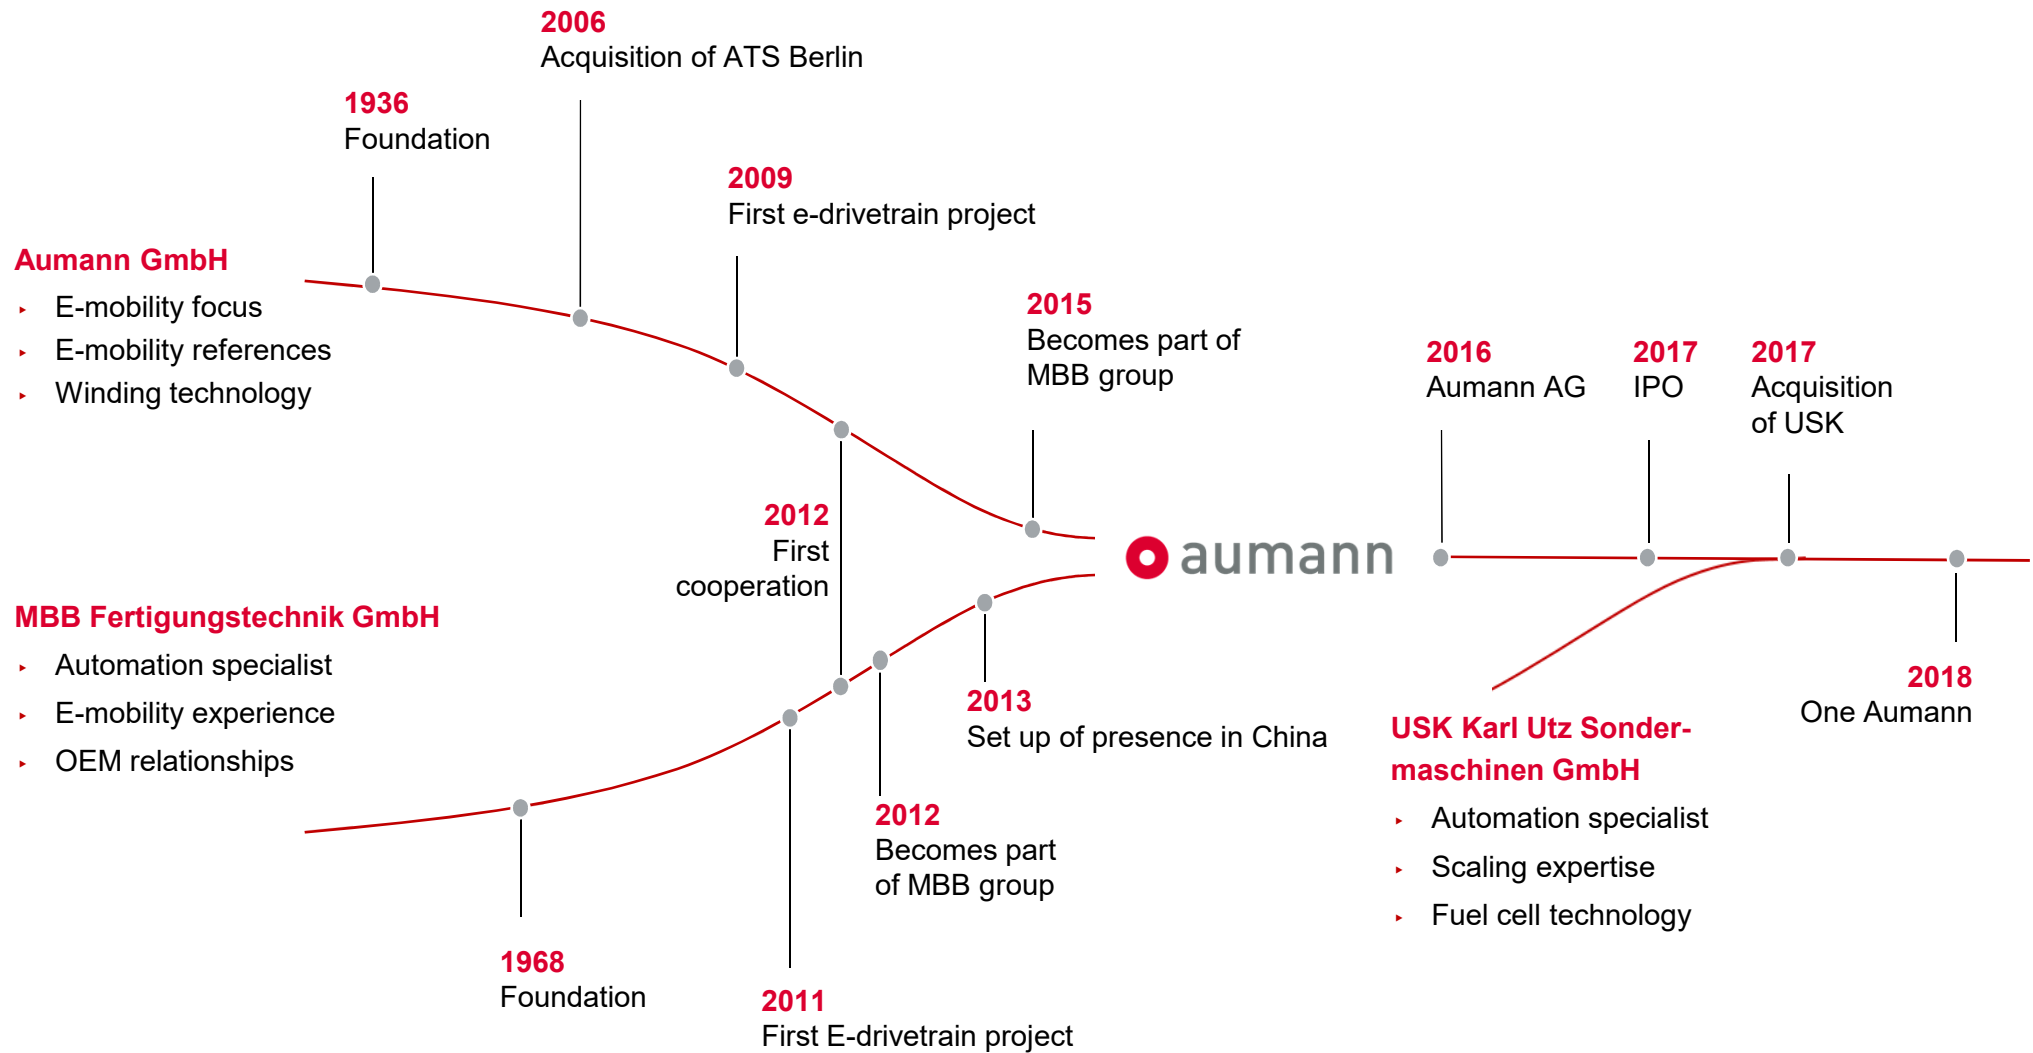 2006
Acquisition of ATS Berlin
1936
Foundation
2009
First e-drivetrain project
Aumann GmbH
▸ E-mobility focus
▸ E-mobility references
▸ Winding technology
2015
Becomes part of
MBB group
2016
Aumann AG
2017
IPO
2017
Acquisition
of USK
2012
First
cooperation
aumann
MBB Fertigungstechnik GmbH
▸ Automation specialist
▸ E-mobility experience
▸ OEM relationships
2013
Set up of presence in China
2018
One Aumann
USK Karl Utz Sonder-
maschinen GmbH
▸ Automation specialist
▸ Scaling expertise
▸ Fuel cell technology
2012
Becomes part
of MBB group
1968
Foundation
2011
First E-drivetrain project